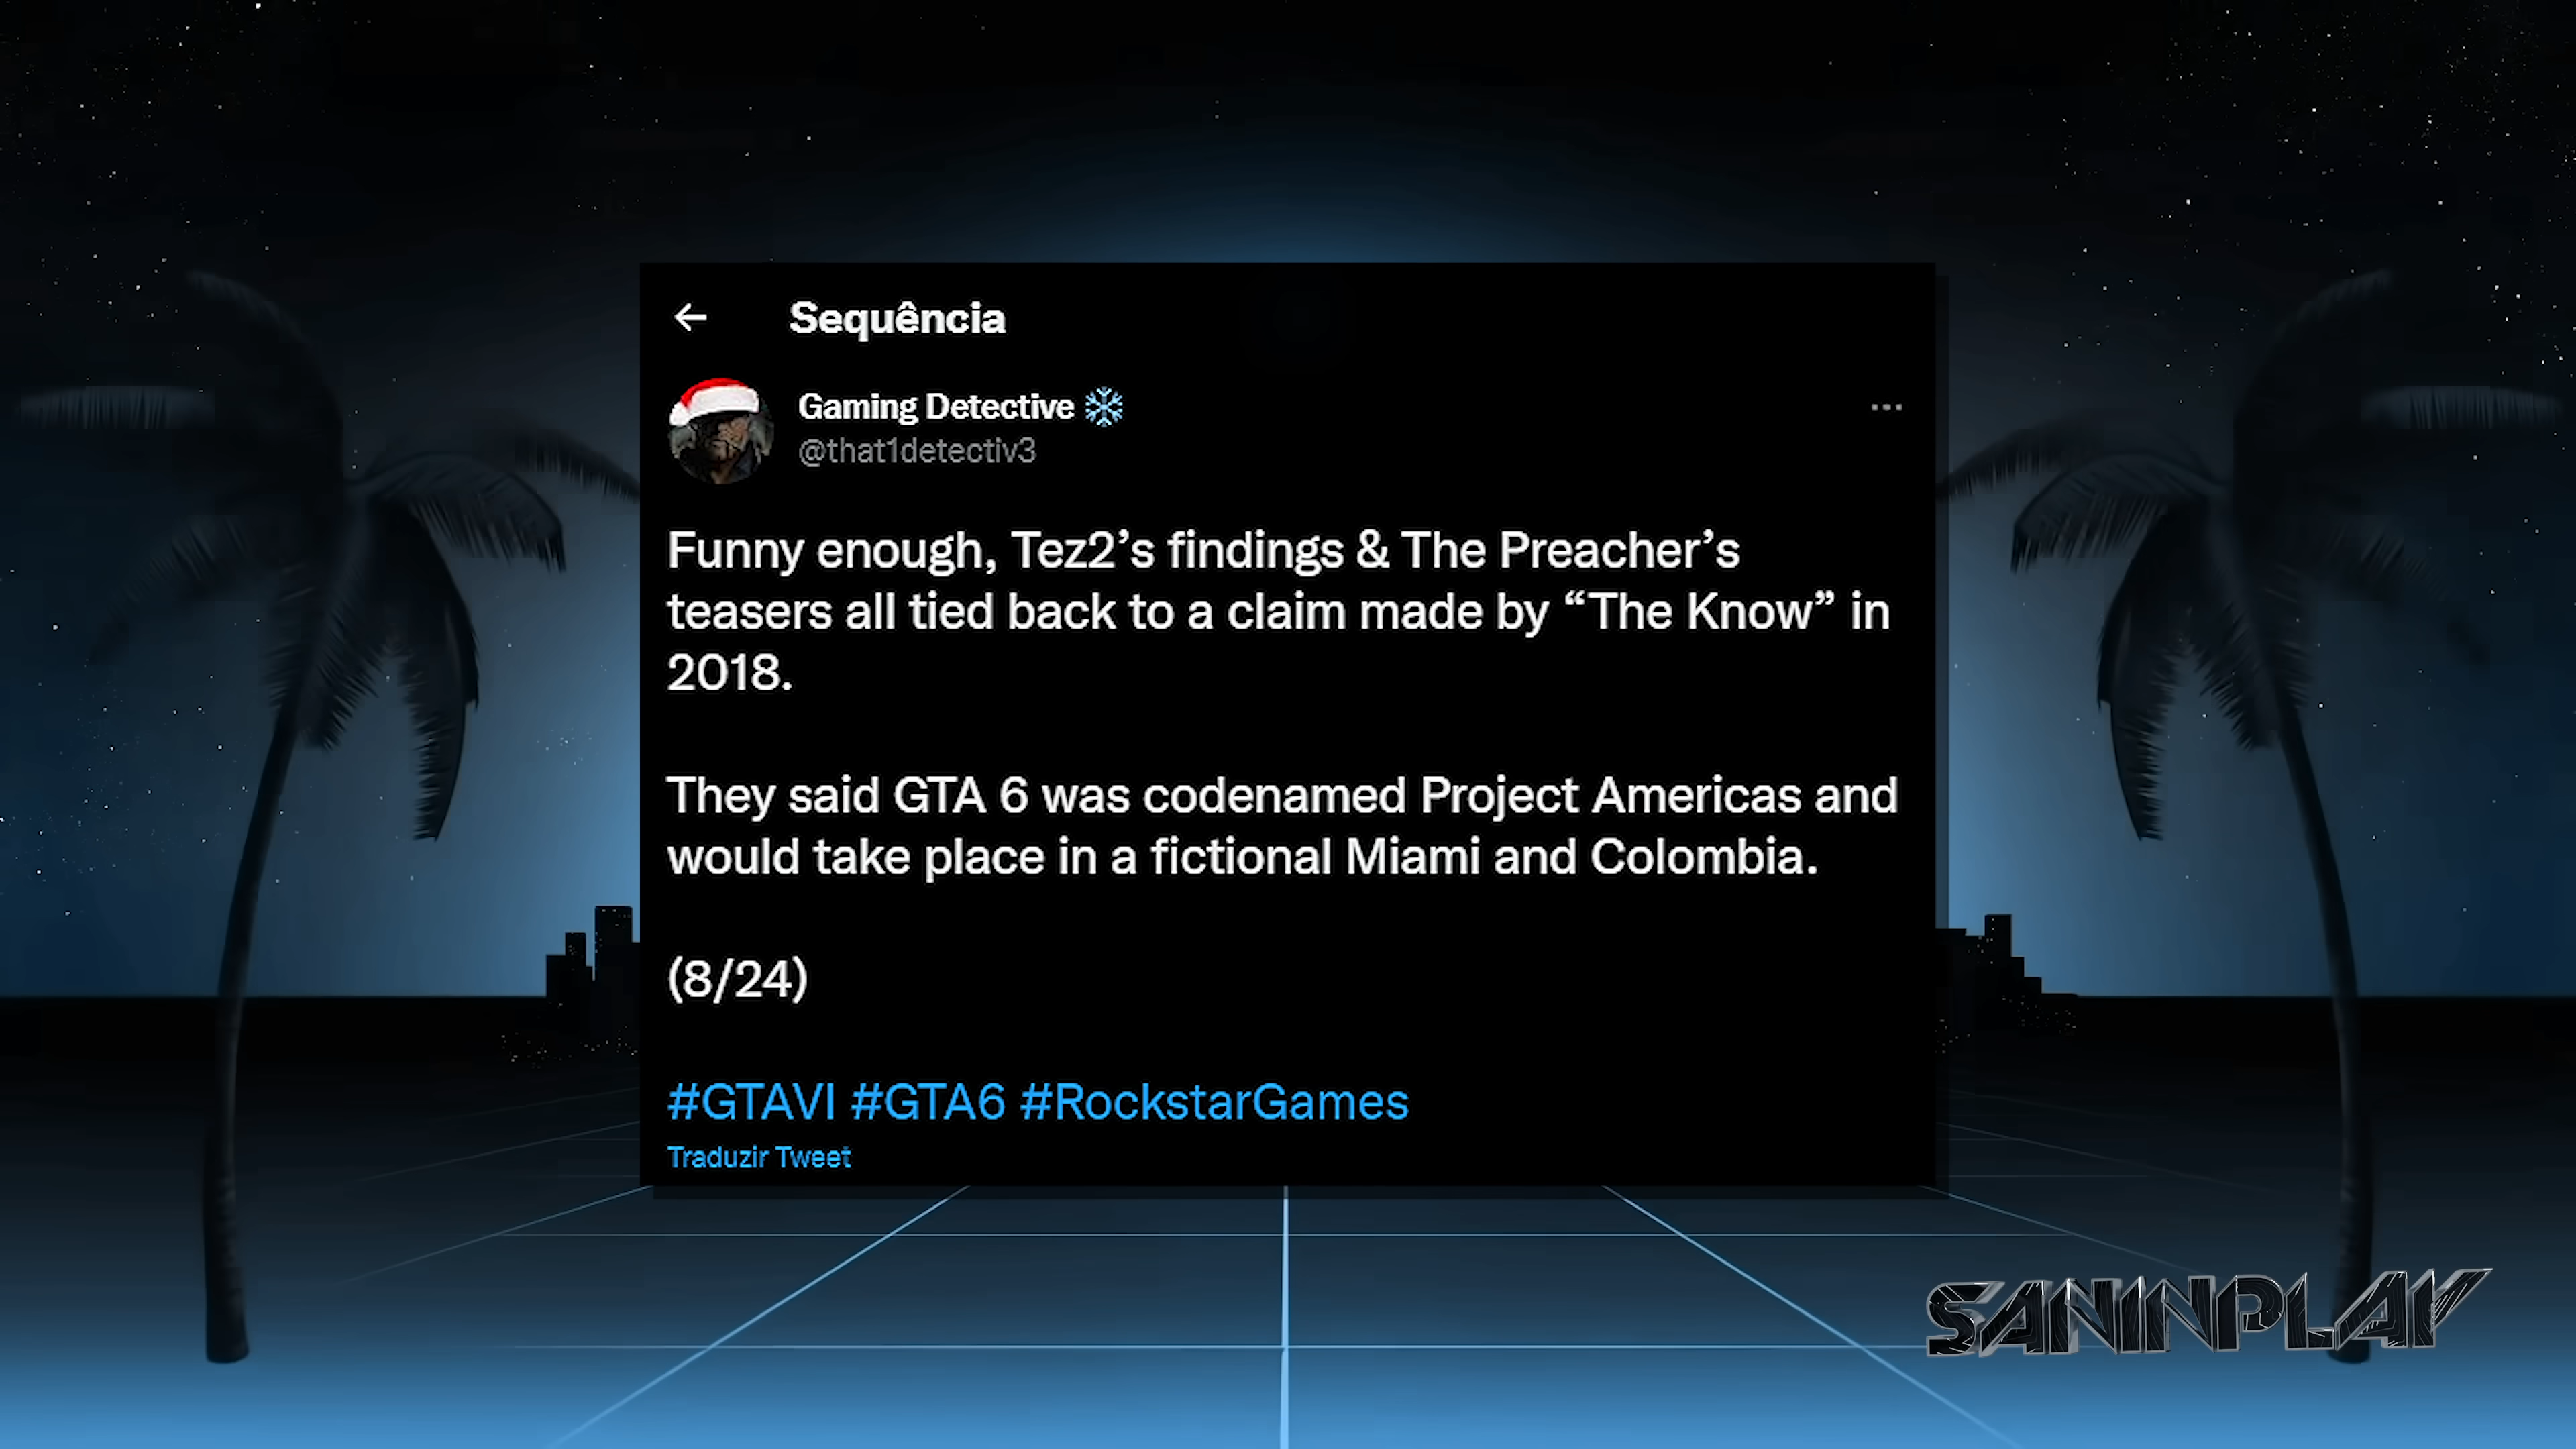 Sequência
Gaming Detective
@that1detectiv3
Funny enough, Tez2’s findings & The Preacher’s
teasers all tied back to a claim made by “The Know” in
2018.
They said GTA 6 was codenamed Project Americas and
would take place in a fictional Miami and Colombia.
(8/24)
#GTAVI #GTA6 #RockstarGames
Traduzir Tweet
SANINPLAY